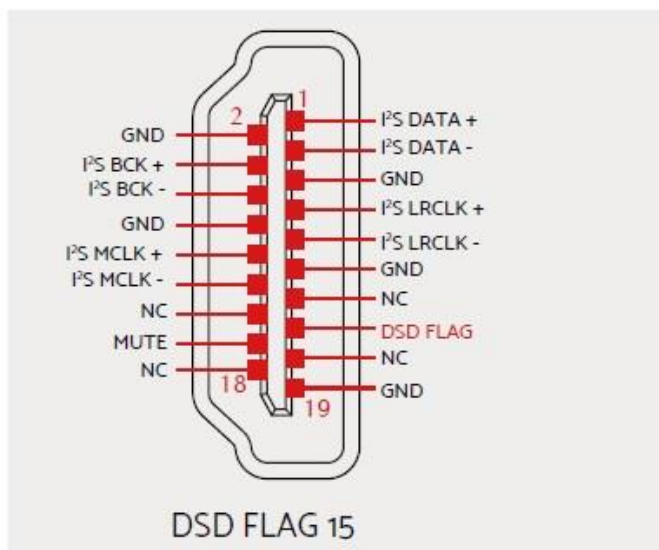 1
2
I²S DATA +
GND
I²S DATA -
I²S BCK +
GND
I²S BCK -
I²S LRCLK +
GND
I²S LRCLK -
I²S MCLK +
GND
I²S MCLK -
NC
NC
DSD FLAG
MUTE
NC
NC
18
GND
19
DSD FLAG 15